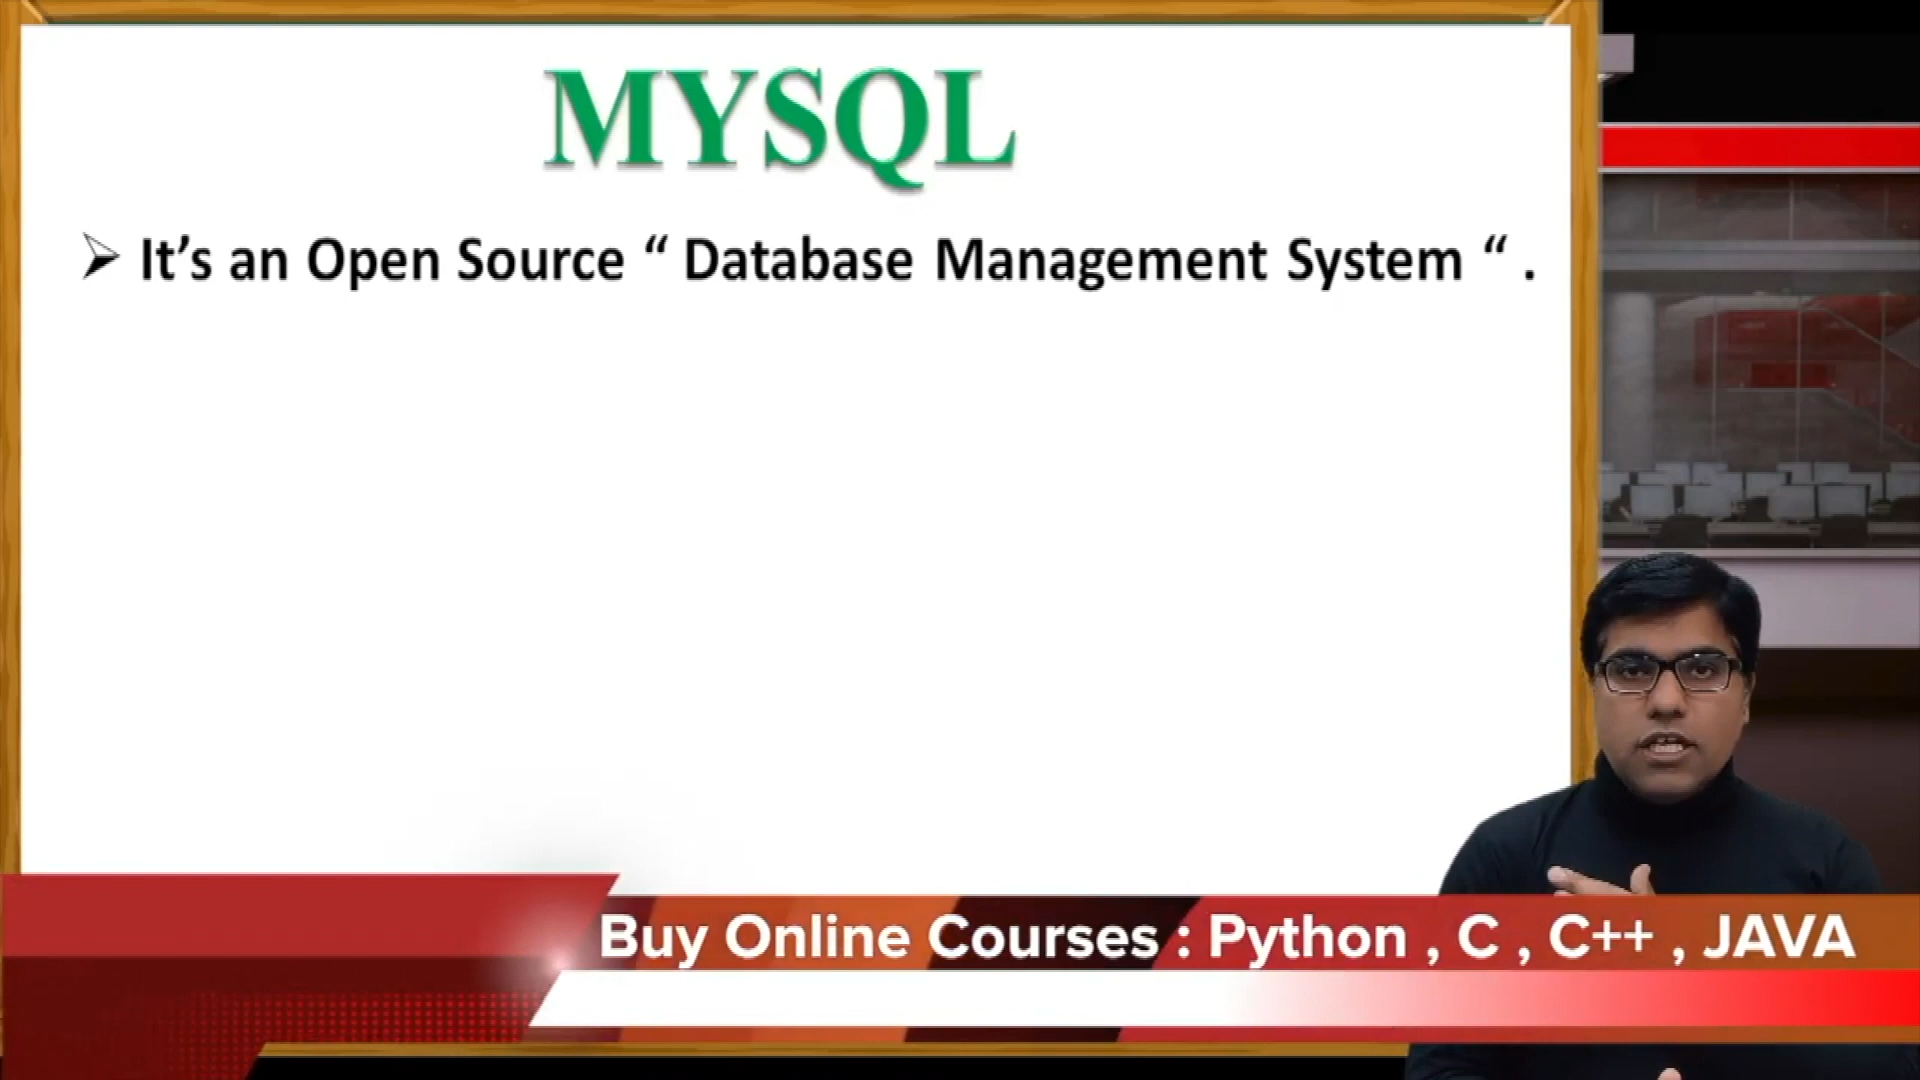 MYSQL
It’s an Open Source “ Database Management System “ .
Buy Online Courses : Python , C , C++ , JAVA